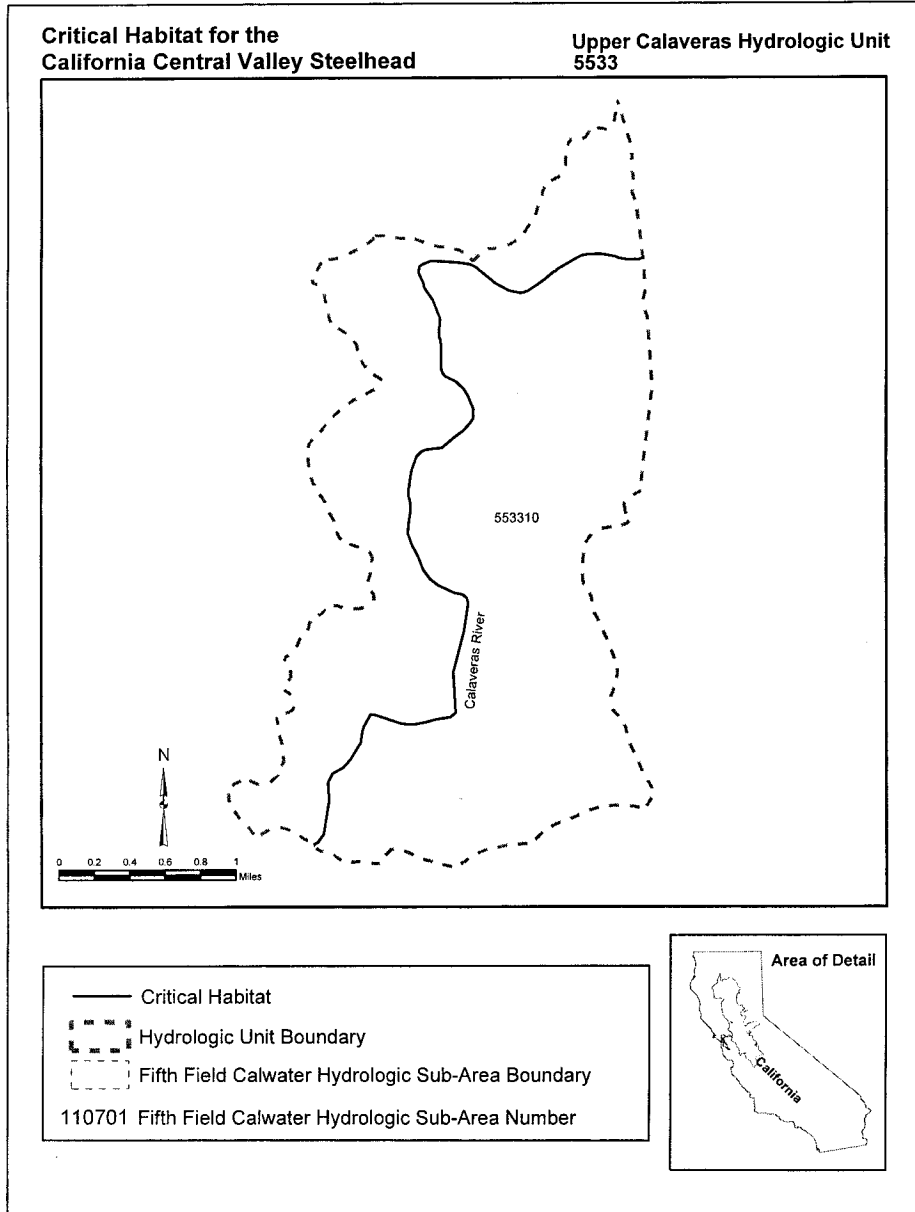 Critical Habitat for the
California Central Valley Steelhead
Upper Calaveras Hydrologic Unit
5533
553310
Calaveras River
N
0 0.2 0.4 0.6 0.8 1
Miles
Critical Habitat
Hydrologic Unit Boundary
Fifth Field Calwater Hydrologic Sub-Area Boundary
110701 Fifth Field Calwater Hydrologic Sub-Area Number
Area of Detail
California